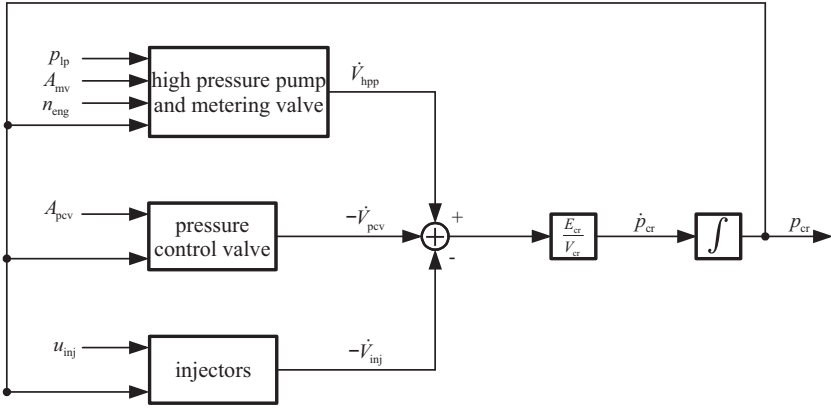 p_lp
A_mv
n_eng
high pressure pump
and metering valve
V̇_hpp
A_pcv
pressure
control valve
−V̇_pcv
+
-
E_cr
V_cr
ṗ_cr
∫
p_cr
u_inj
injectors
−V̇_inj